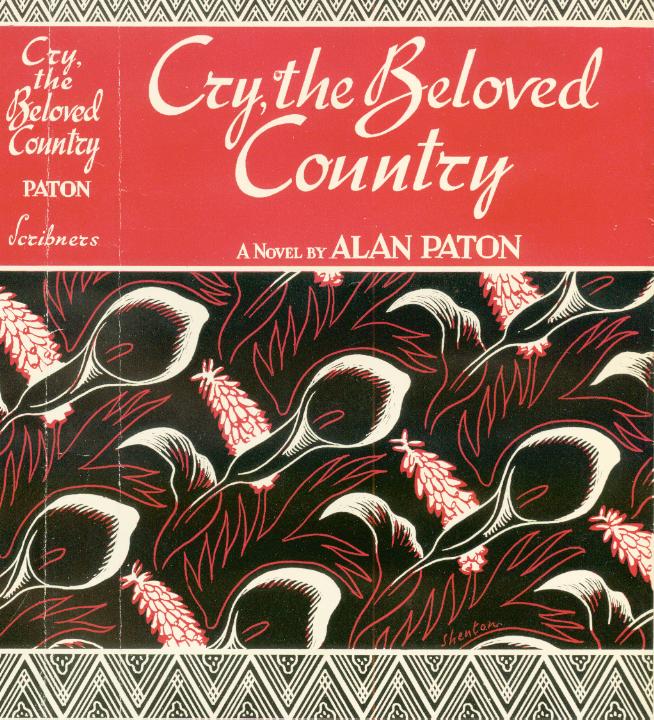 Cry,
the
Beloved
Country
PATON
Scribners
Cry, the Beloved
Country
A NOVEL BY ALAN PATON
Shenton